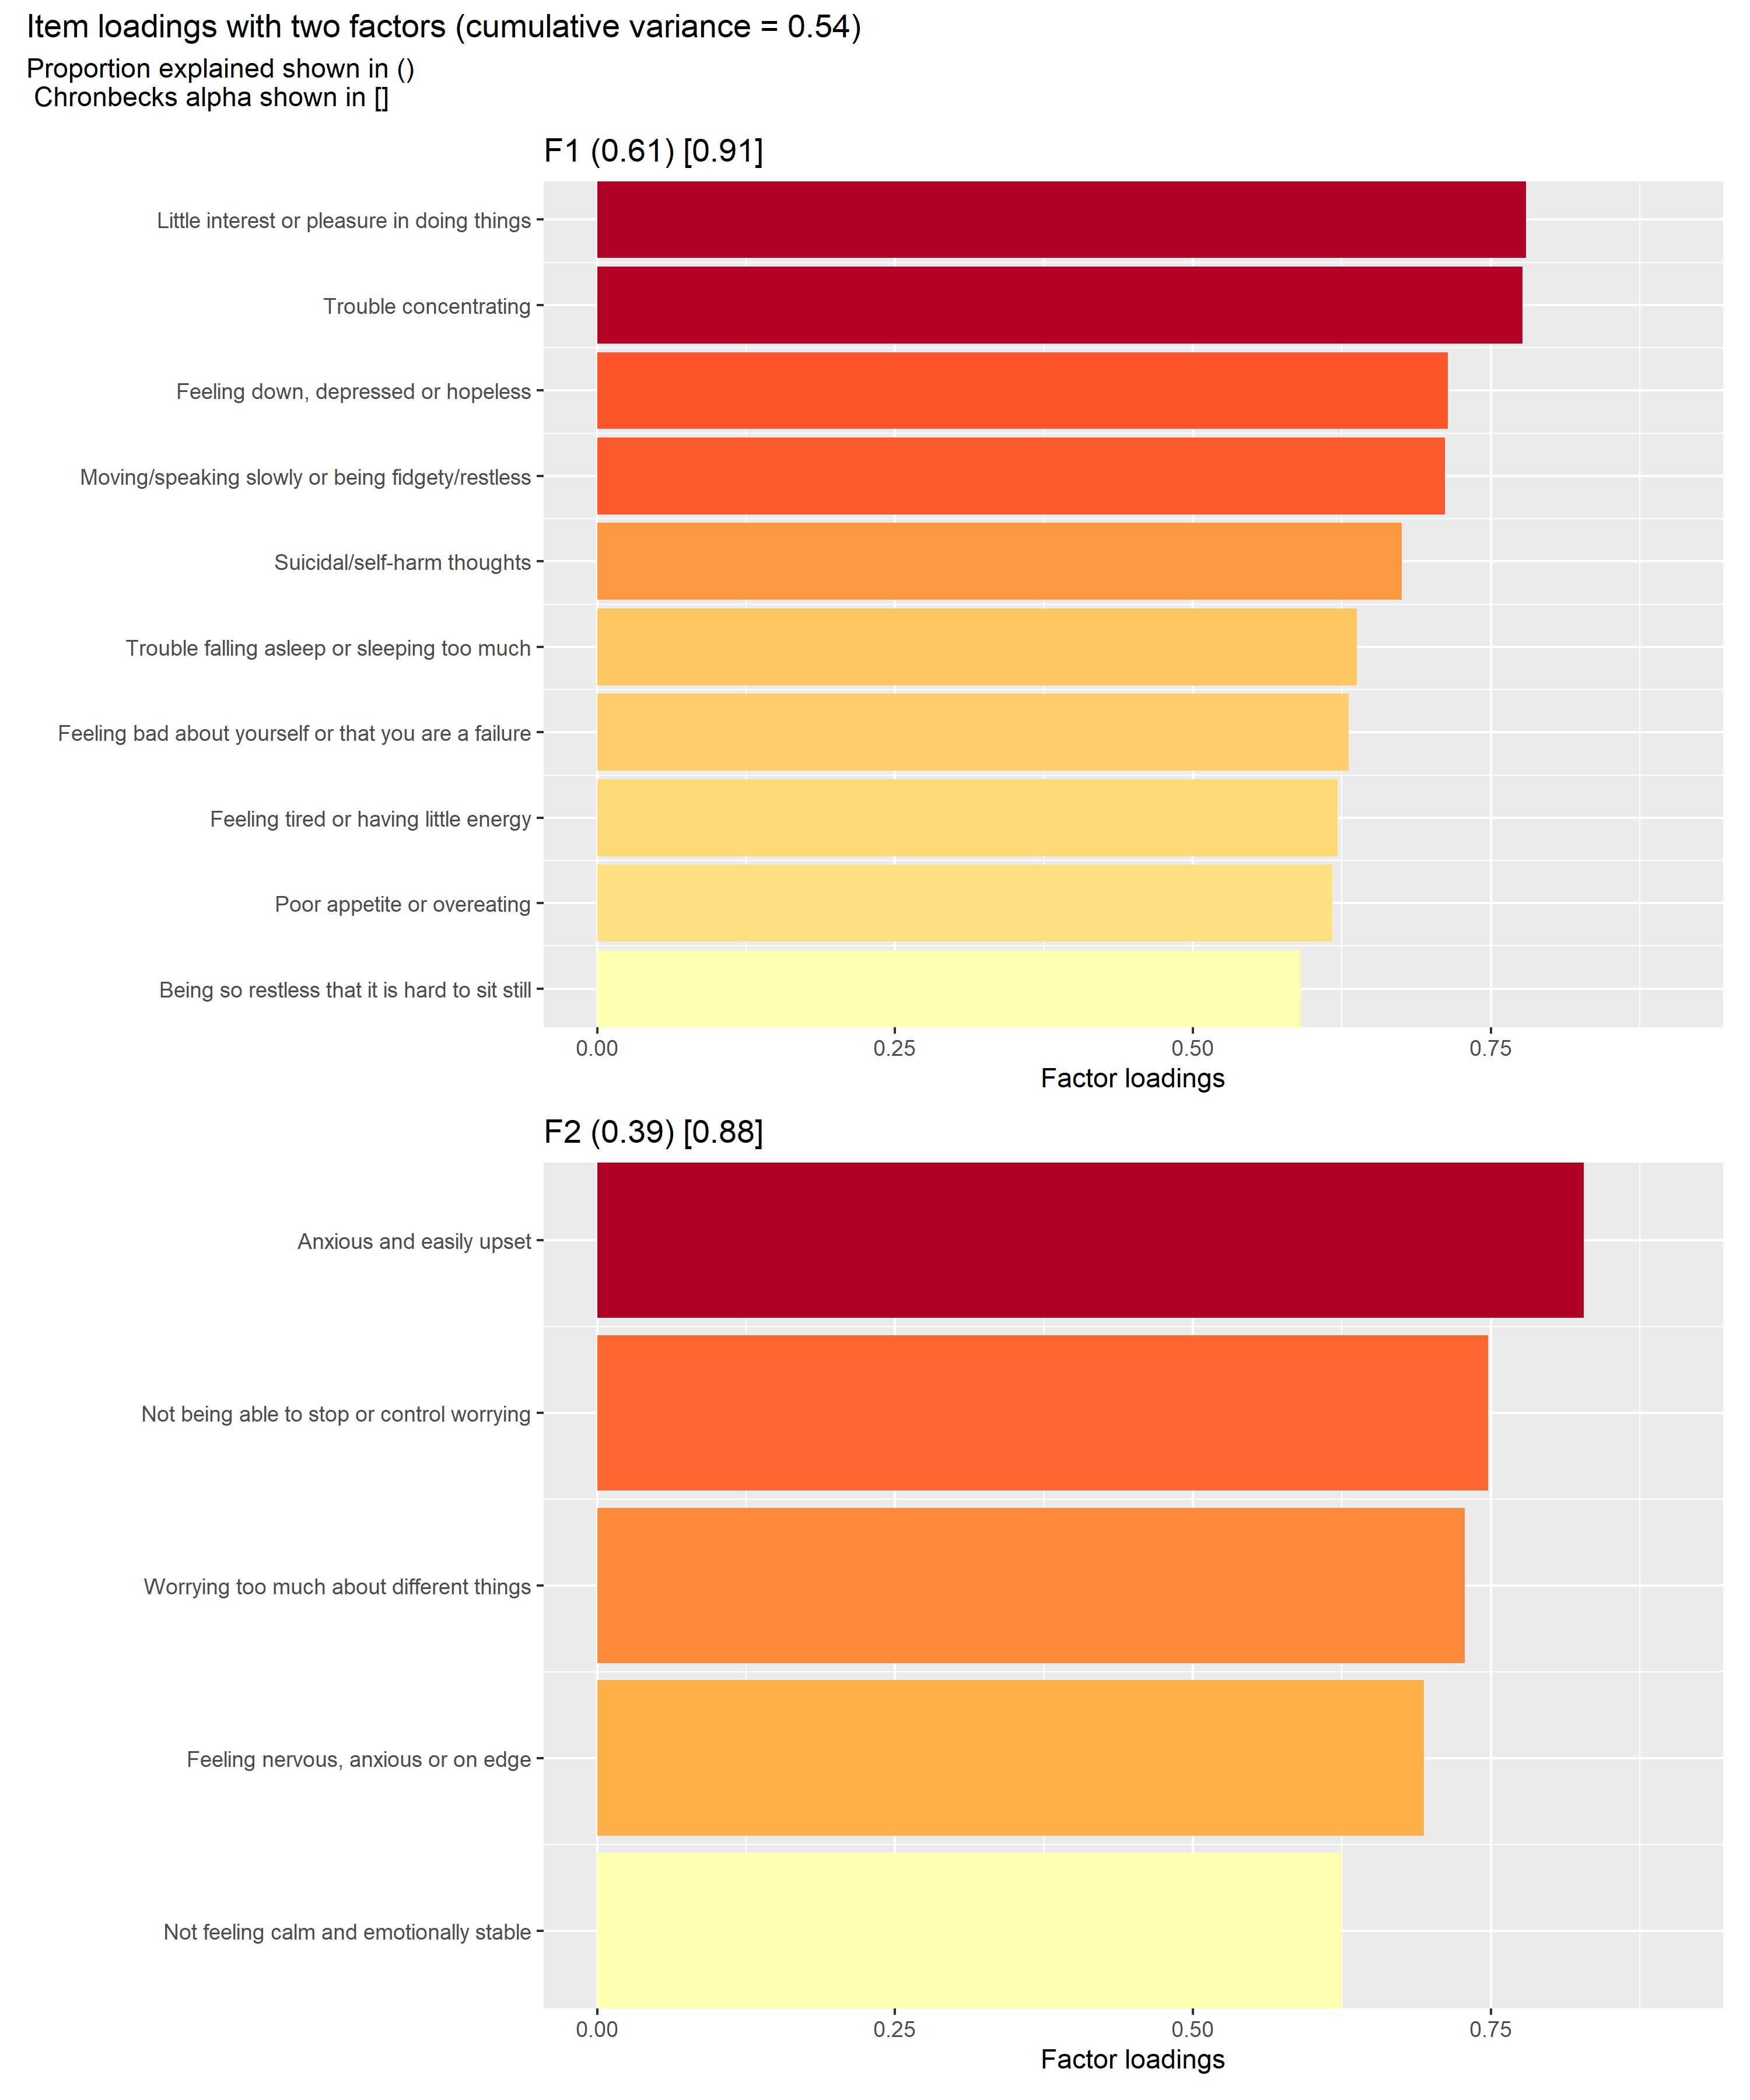 Item loadings with two factors (cumulative variance = 0.54)
Proportion explained shown in ()
Chronbecks alpha shown in []
F1 (0.61) [0.91]
Little interest or pleasure in doing things
Trouble concentrating
Feeling down, depressed or hopeless
Moving/speaking slowly or being fidgety/restless
Suicidal/self-harm thoughts
Trouble falling asleep or sleeping too much
Feeling bad about yourself or that you are a failure
Feeling tired or having little energy
Poor appetite or overeating
Being so restless that it is hard to sit still
0.00 0.25 0.50 0.75
Factor loadings
F2 (0.39) [0.88]
Anxious and easily upset
Not being able to stop or control worrying
Worrying too much about different things
Feeling nervous, anxious or on edge
Not feeling calm and emotionally stable
0.00 0.25 0.50 0.75
Factor loadings